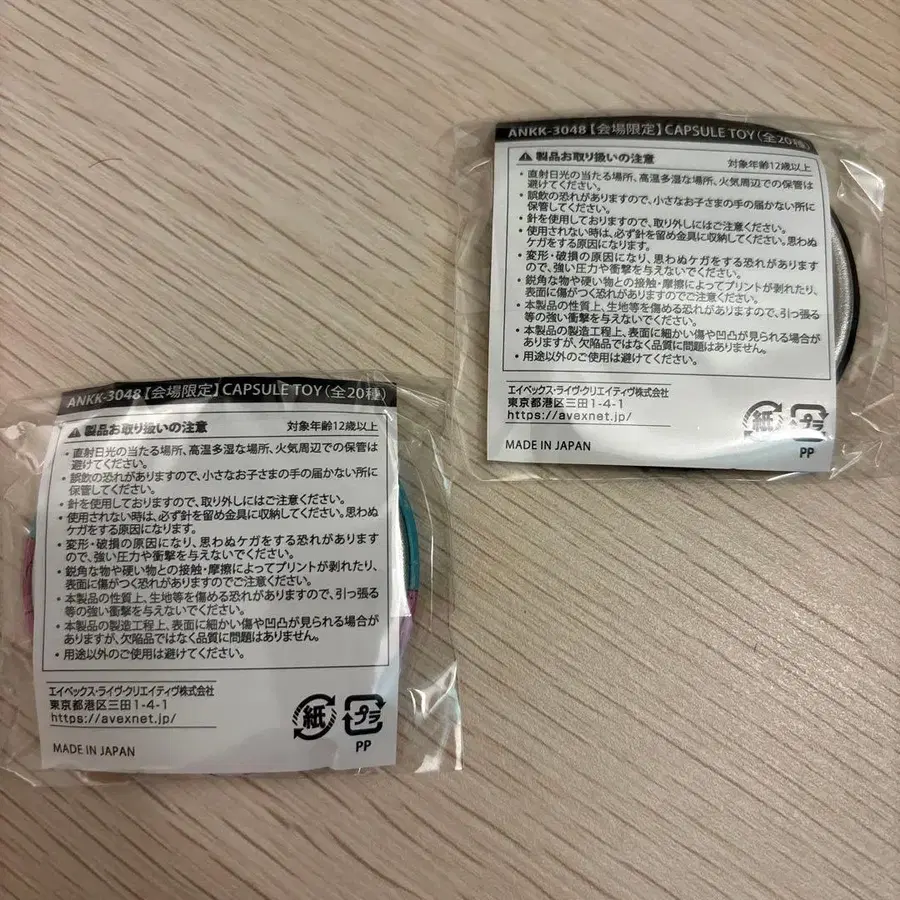 ANKK-3048【会場限定】CAPSULE TOY(全20種)
⚠製品お取り扱いの注意 対象年齢12歳以上
・直射日光の当たる場所、高温多湿な場所、火気周辺での保管は
避けてください。
・誤飲の恐れがありますので、小さなお子さまの手の届かない所に
保管してください。
・針を使用しておりますので、取り外しにはご注意ください。
・使用されない時は、必ず針を留め金具に収納してください。思わぬ
ケガをする原因になります。
・変形・破損の原因になり、思わぬケガをする恐れがあります
ので、強い圧力や衝撃を与えないでください。
・鋭角な物や硬い物との接触・摩擦によってプリントが剥れたり、
表面に傷がつく恐れがありますのでご注意ください。
・本製品の性質上、生地等を傷める恐れがありますので、引っ張る
等の強い衝撃を与えないでください。
・本製品の製造工程上、表面に細かい傷や凹凸が見られる場合が
ありますが、欠陥品ではなく品質に問題はありません。
・用途以外のご使用は避けてください。
エイベックス・ライヴ・クリエイティヴ株式会社
東京都港区三田1-4-1
https://avexnet.jp/
紙 プラ
PP
MADE IN JAPAN
ANKK-3048【会場限定】CAPSULE TOY(全20種)
⚠製品お取り扱いの注意 対象年齢12歳以上
・直射日光の当たる場所、高温多湿な場所、火気周辺での保管は
避けてください。
・誤飲の恐れがありますので、小さなお子さまの手の届かない所に
保管してください。
・針を使用しておりますので、取り外しにはご注意ください。
・使用されない時は、必ず針を留め金具に収納してください。思わぬ
ケガをする原因になります。
・変形・破損の原因になり、思わぬケガをする恐れがあります
ので、強い圧力や衝撃を与えないでください。
・鋭角な物や硬い物との接触・摩擦によってプリントが剥れたり、
表面に傷がつく恐れがありますのでご注意ください。
・本製品の性質上、生地等を傷める恐れがありますので、引っ張る
等の強い衝撃を与えないでください。
・本製品の製造工程上、表面に細かい傷や凹凸が見られる場合が
ありますが、欠陥品ではなく品質に問題はありません。
・用途以外のご使用は避けてください。
エイベックス・ライヴ・クリエイティヴ株式会社
東京都港区三田1-4-1
https://avexnet.jp/
紙 プラ
PP
MADE IN JAPAN